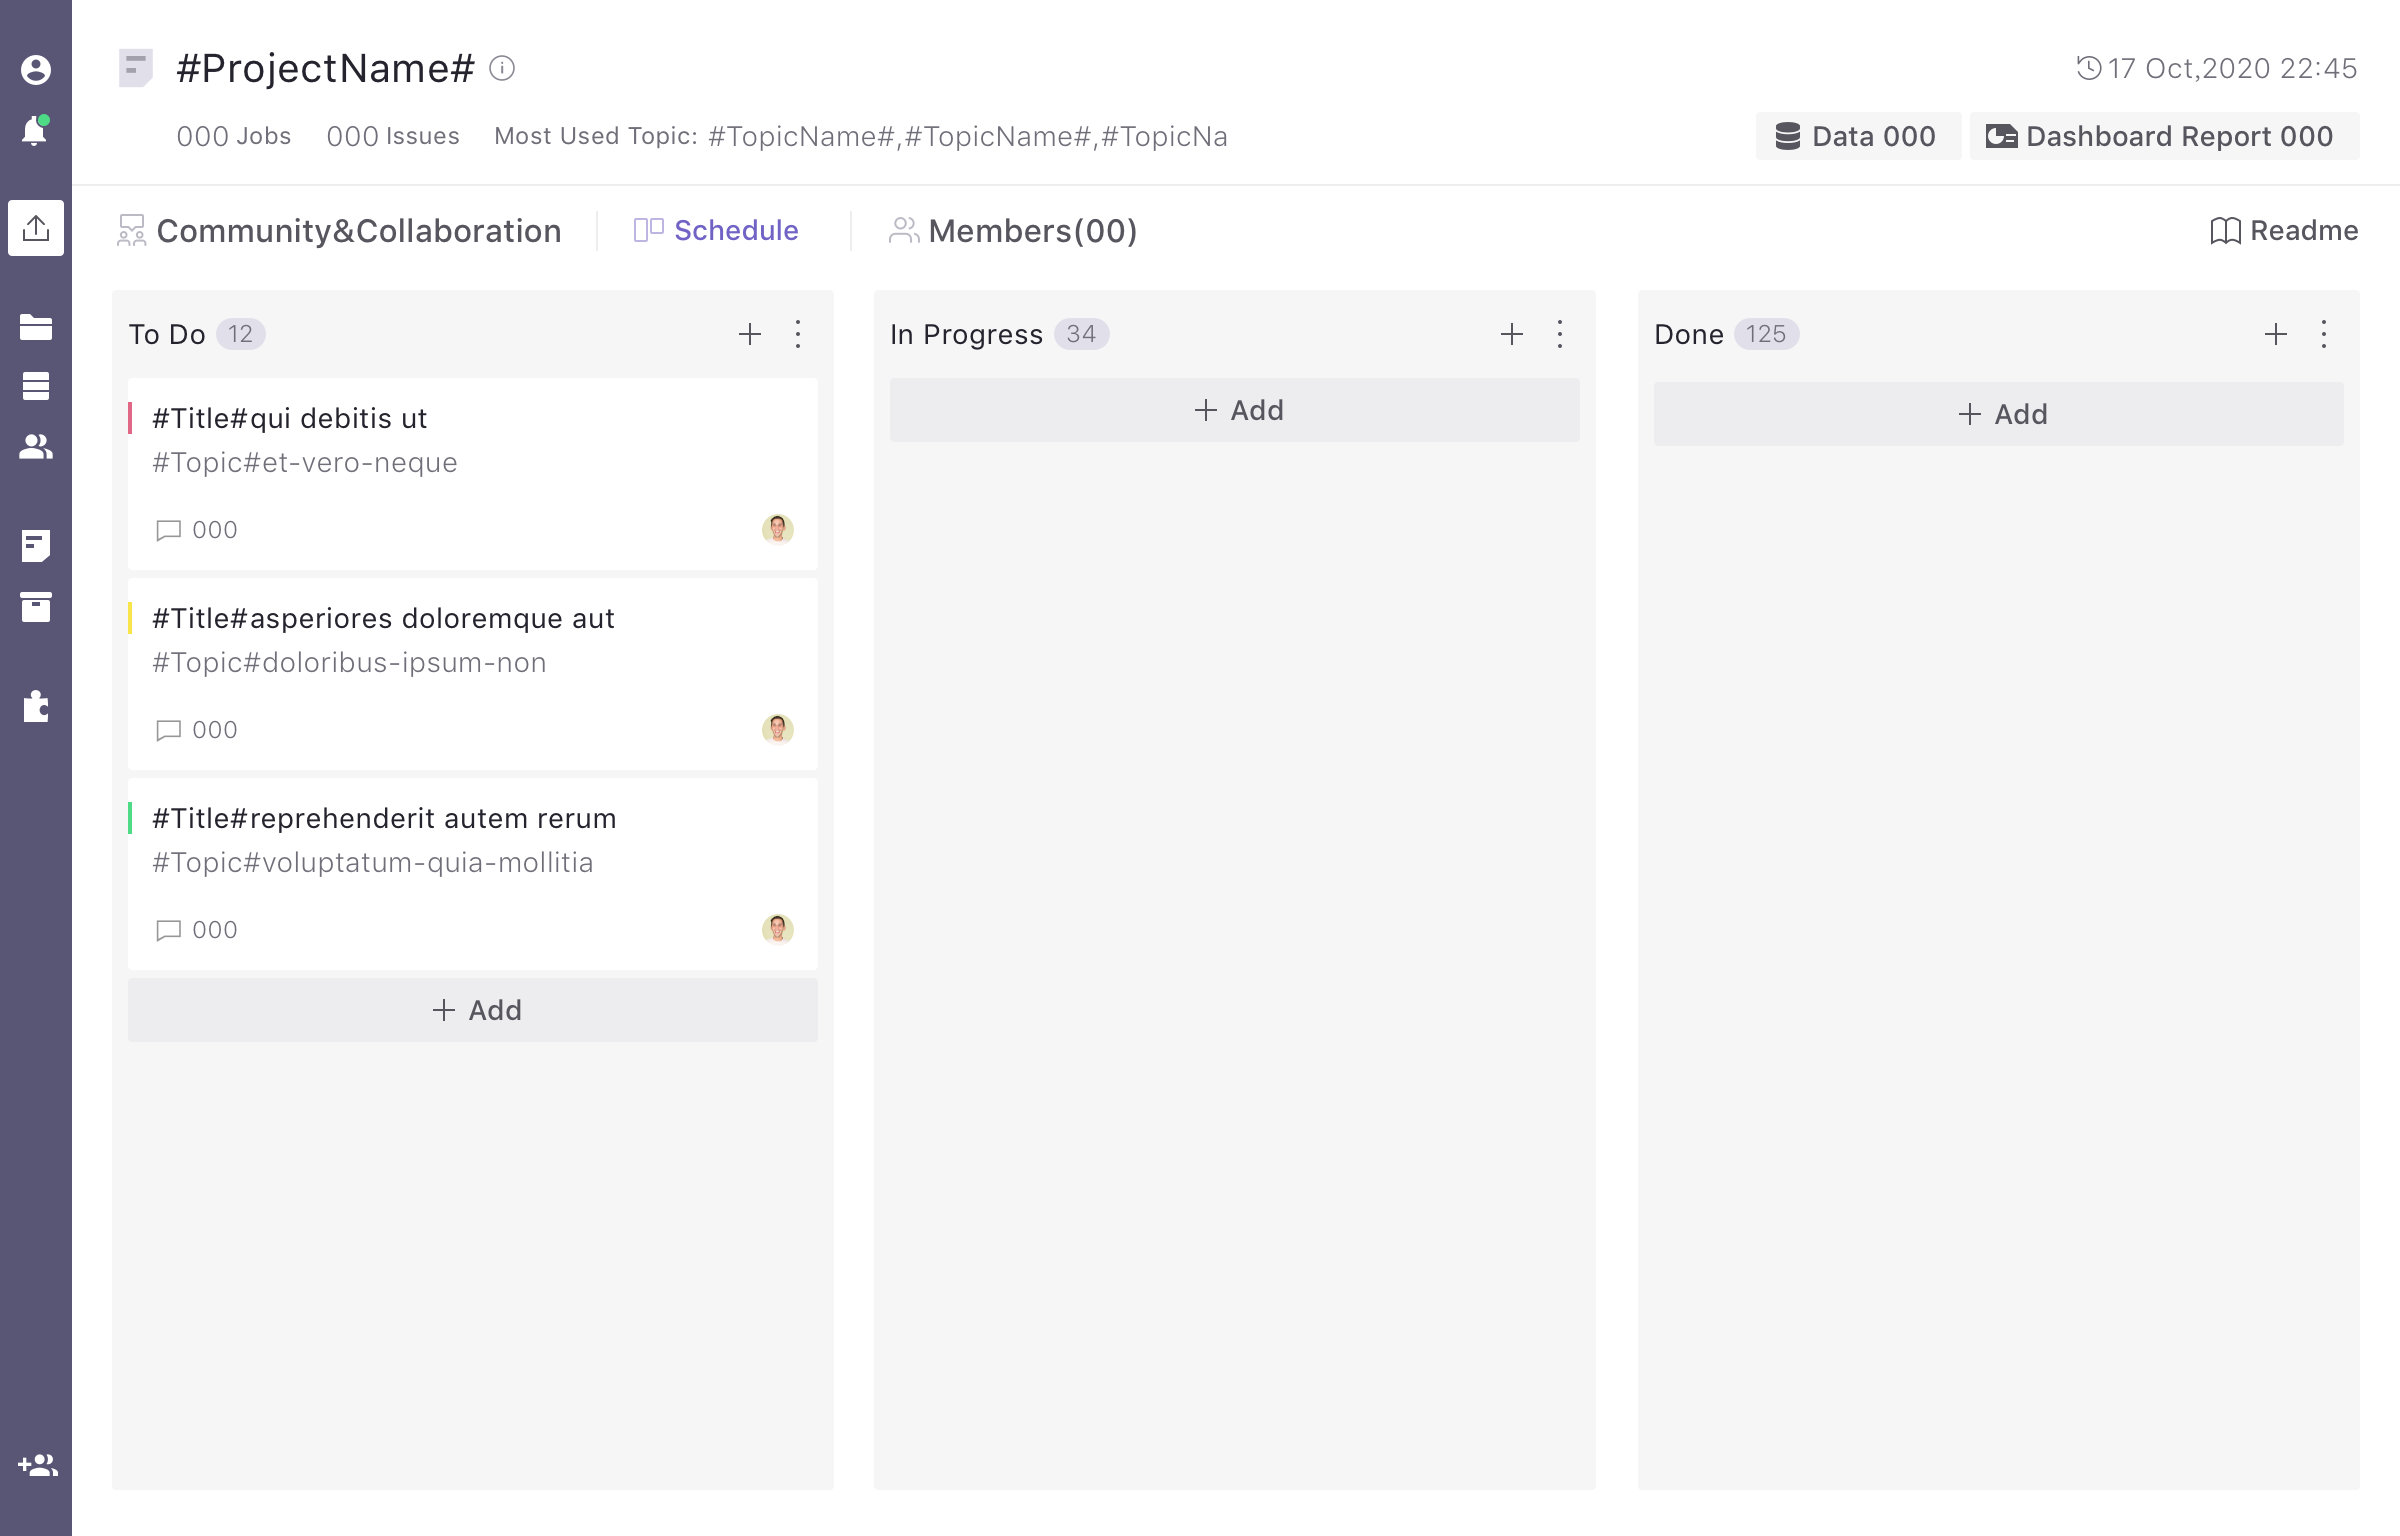 #ProjectName#
17 Oct,2020 22:45
000 Jobs 000 Issues Most Used Topic: #TopicName#,#TopicName#,#TopicNa
Data 000
Dashboard Report 000
Community&Collaboration
Schedule
Members(00)
Readme
To Do 12
#Title#qui debitis ut
#Topic#et-vero-neque
000
#Title#asperiores doloremque aut
#Topic#doloribus-ipsum-non
000
#Title#reprehenderit autem rerum
#Topic#voluptatum-quia-mollitia
000
+ Add
In Progress 34
+ Add
Done 125
+ Add